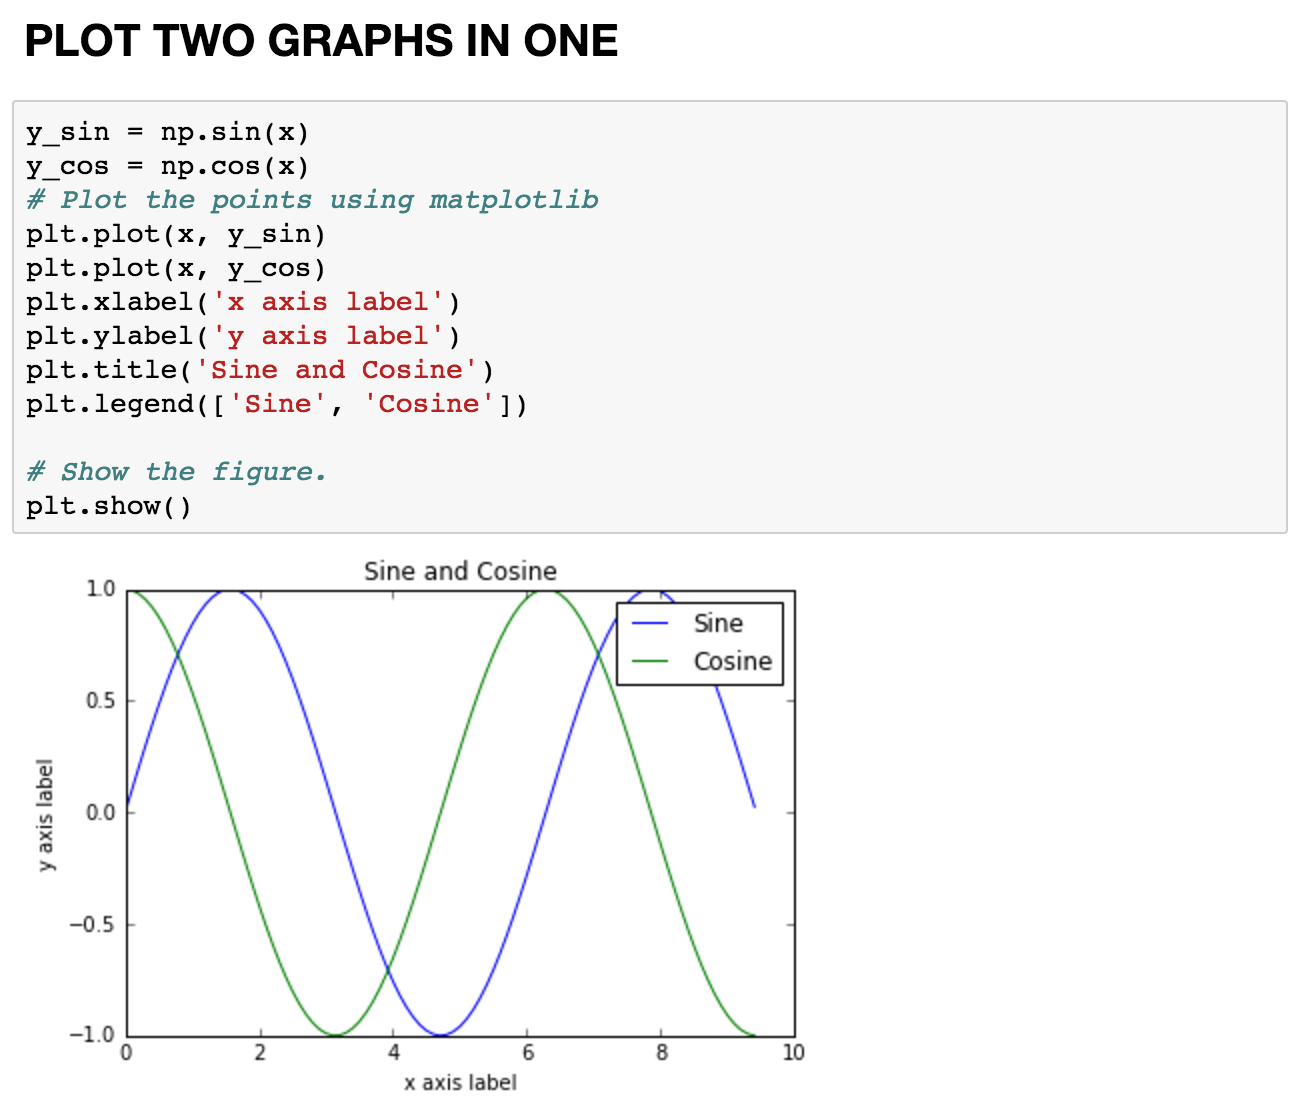 PLOT TWO GRAPHS IN ONE
y_sin = np.sin(x)
y_cos = np.cos(x)
# Plot the points using matplotlib
plt.plot(x, y_sin)
plt.plot(x, y_cos)
plt.xlabel('x axis label')
plt.ylabel('y axis label')
plt.title('Sine and Cosine')
plt.legend(['Sine', 'Cosine'])
# Show the figure.
plt.show()
Sine and Cosine
1.0
0.5
0.0
−0.5
−1.0
y axis label
Sine
Cosine
0 2 4 6 8 10
x axis label